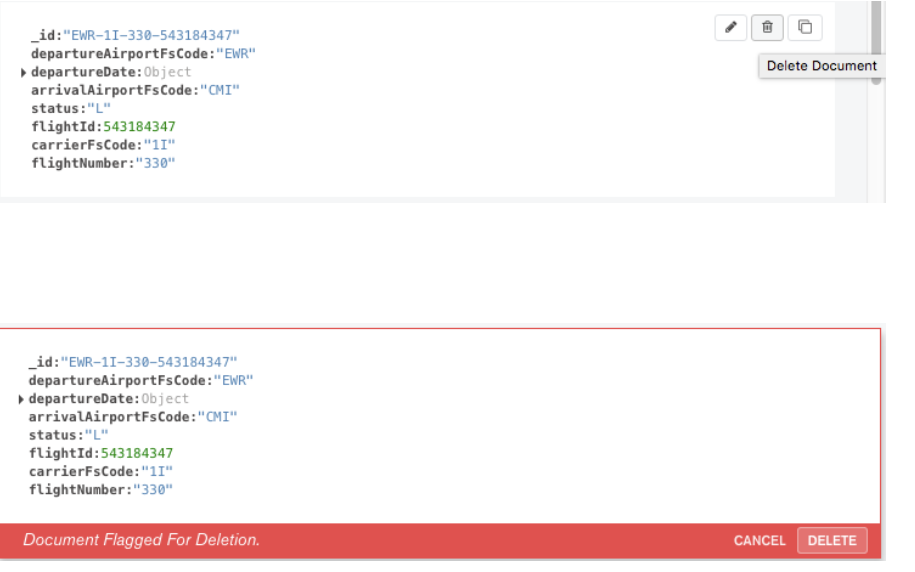 _id:"EWR-1I-330-543184347"
departureAirportFsCode:"EWR"
departureDate:Object
Delete Document
arrivalAirportFsCode:"CMI"
status:"L"
flightId:543184347
carrierFsCode:"1I"
flightNumber:"330"
_id:"EWR-1I-330-543184347"
departureAirportFsCode:"EWR"
departureDate:Object
arrivalAirportFsCode:"CMI"
status:"L"
flightId:543184347
carrierFsCode:"1I"
flightNumber:"330"
Document Flagged For Deletion. CANCEL DELETE